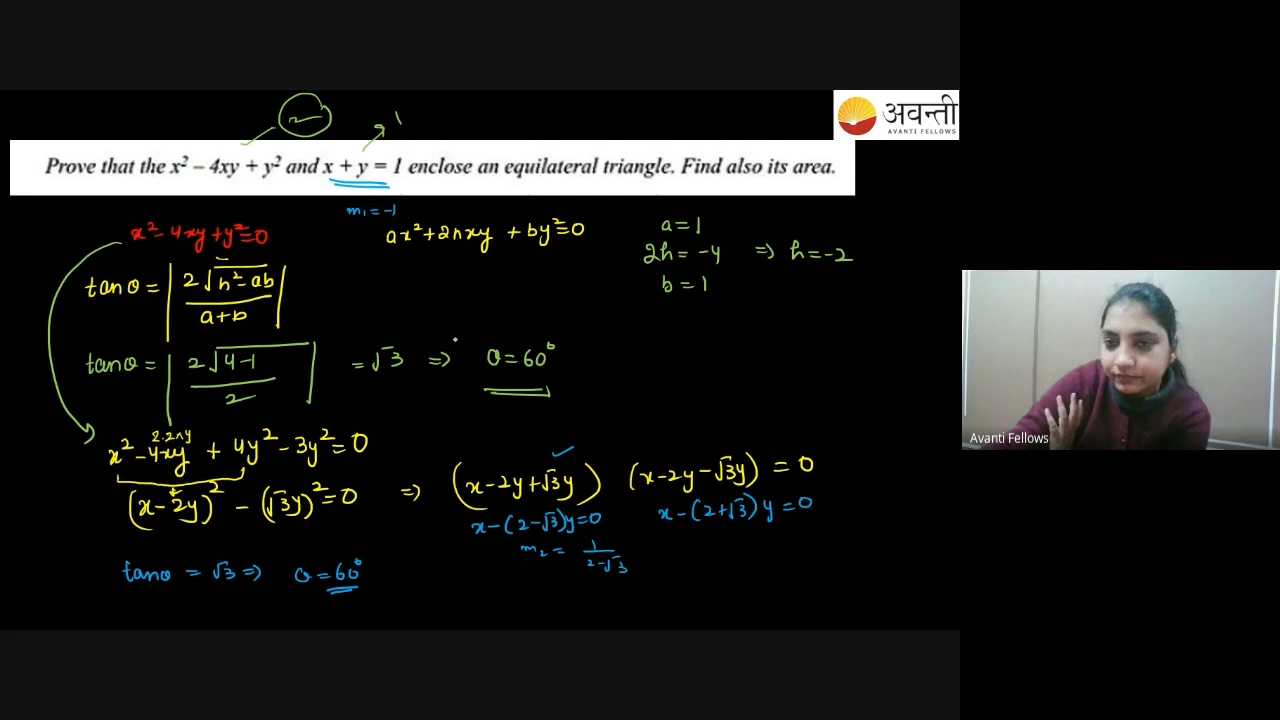 1
अवन्ती
AVANTI FELLOWS
Prove that the x² – 4xy + y² and x + y = 1 enclose an equilateral triangle. Find also its area.
m₁ = -1
x² - 4xy + y² = 0
ax² + 2hxy + by² = 0
a = 1
2h = -4 ⇒ h = -2
b = 1
tanθ = | 2√(h² - ab) / (a+b) |
tanθ = | 2√(4-1) / 2 | = √3 ⇒ θ = 60°
2·2xy
x² - 4xy + 4y² - 3y² = 0
(x - 2y)² - (√3y)² = 0 ⇒ (x - 2y + √3y) (x - 2y - √3y) = 0
x - (2 - √3)y = 0
x - (2 + √3)y = 0
m₂ = 1 / (2 - √3)
tanθ = √3 ⇒ θ = 60°
Avanti Fellows